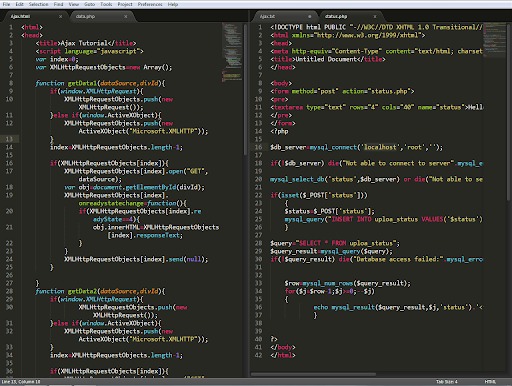 File Edit Selection Find View Goto Tools Project Preferences Help
Ajax.html
data.php
1 <html>
2 <head>
3 <title>Ajax Tutorial</title>
4 <script language="javascript">
5 var index=0;
6 var XMLHttpRequestObjects=new Array();
7
8 function getData1(dataSource,divId){
9 if(window.XMLHttpRequest){
10 XMLHttpRequestObjects.push(new
XMLHttpRequest());
11 }else if(window.ActiveXObject){
12 XMLHttpRequestObjects.push(new
ActiveXObject("Microsoft.XMLHTTP"));
13 }
14 index=XMLHttpRequestObjects.length-1;
15
16 if(XMLHttpRequestObjects[index]){
17 XMLHttpRequestObjects[index].open("GET",
dataSource);
18 var obj=document.getElementById(divId);
19 XMLHttpRequestObjects[index].
onreadystatechange=function(){
20 if(XMLHttpRequestObjects[index].re
adyState==4){
21 obj.innerHTML=XMLHttpRequestObjects
[index].responseText;
22 }
23 }
24 XMLHttpRequestObjects[index].send(null);
25 }
26
27 }
28 function getData2(dataSource,divId){
29 if(window.XMLHttpRequest){
30 XMLHttpRequestObjects.push(new
XMLHttpRequest());
31 }else if(window.ActiveXObject){
32 XMLHttpRequestObjects.push(new
ActiveXObject("Microsoft.XMLHTTP"));
33 }
34 index=XMLHttpRequestObjects.length-1;
35
36 if(XMLHttpRequestObjects[index]){
Ajax.txt
status.php
1 <!DOCTYPE html PUBLIC "-//W3C//DTD XHTML 1.0 Transitional//
2 <html xmlns="http://www.w3.org/1999/xhtml">
3 <head>
4 <meta http-equiv="Content-Type" content="text/html; charset
5 <title>Untitled Document</title>
6 </head>
7
8 <body>
9 <form method="post" action="status.php">
10 <pre>
11 <textarea type="text" rows="4" cols="40" name="status">Hello
12 </pre>
13 </form>
14 <?php
15
16 $db_server=mysql_connect('localhost','root','');
17
18 if(!$db_server) die("Not able to connect to server".mysql_e
19
20 mysql_select_db('status',$db_server) or die("Not able to se
21
22 if(isset($_POST['status']))
23 {
24 $status=$_POST['status'];
25 mysql_query("INSERT INTO uploa_status VALUES('$status')
26 }
27
28 $query="SELECT * FROM uploa_status";
29 $query_result=mysql_query($query);
30 if(!$query_result) die("Database access failed:".mysql_erro
31
32
33 $row=mysql_num_rows($query_result);
34 for($j=$row-1;$j>=0;--$j)
35 {
36 echo mysql_result($query_result,$j,'status').'<
37 }
38
39
40 ?>
41 </body>
42 </html>
Line 13, Column 10
Tab Size: 4
HTML